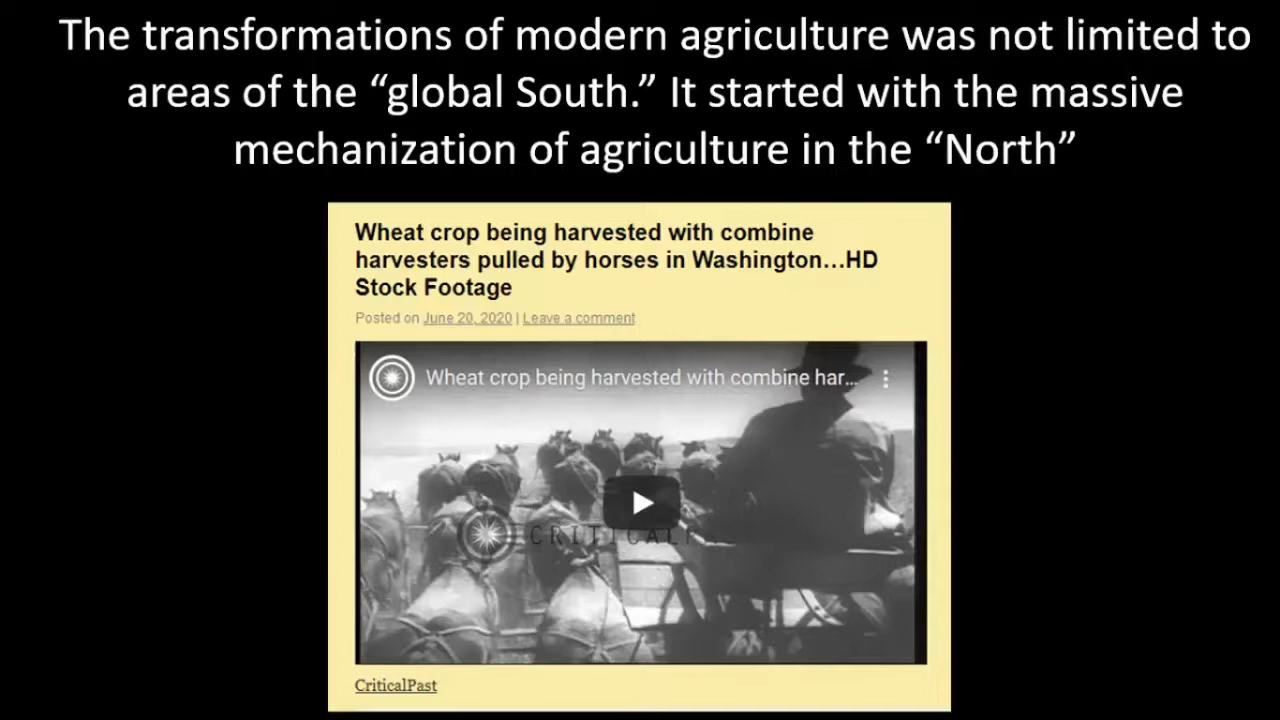 The transformations of modern agriculture was not limited to
areas of the “global South.” It started with the massive
mechanization of agriculture in the “North”
Wheat crop being harvested with combine
harvesters pulled by horses in Washington…HD
Stock Footage
Posted on June 20, 2020 | Leave a comment
Wheat crop being harvested with combine har…
CRITICALP
CriticalPast